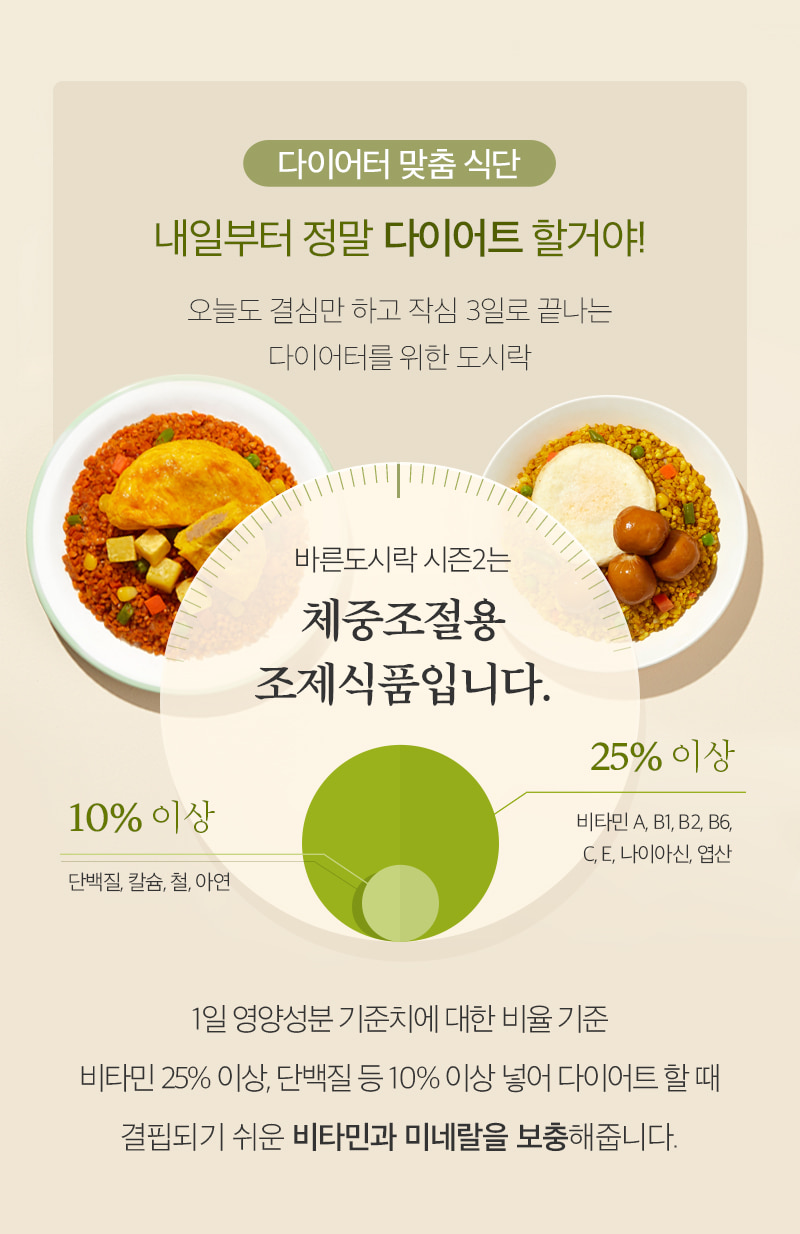 다이어터 맞춤 식단
내일부터 정말 다이어트 할거야!
오늘도 결심만 하고 작심 3일로 끝나는
다이어터를 위한 도시락
바른도시락 시즌2는
체중조절용
조제식품입니다.
25% 이상
비타민 A, B1, B2, B6,
C, E, 나이아신, 엽산
10% 이상
단백질, 칼슘, 철, 아연
1일 영양성분 기준치에 대한 비율 기준
비타민 25% 이상, 단백질 등 10% 이상 넣어 다이어트 할 때
결핍되기 쉬운 비타민과 미네랄을 보충해줍니다.